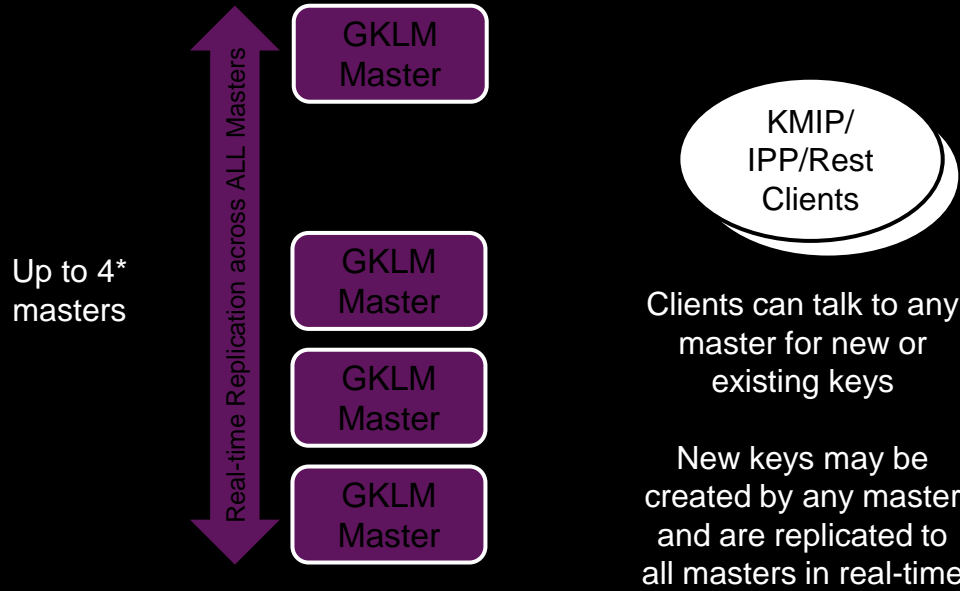 GKLM
Master
Real-time Replication across ALL Masters
KMIP/
IPP/Rest
Clients
Up to 4*
masters
GKLM
Master
GKLM
Master
GKLM
Master
Clients can talk to any
master for new or
existing keys
New keys may be
created by any master
and are replicated to
all masters in real-time